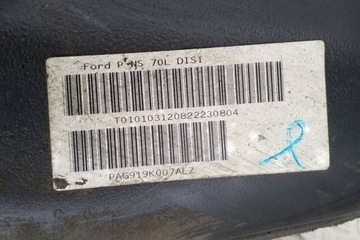 Ford P NS 70L DISI
T010103120822230804
PAG919K007AEZ